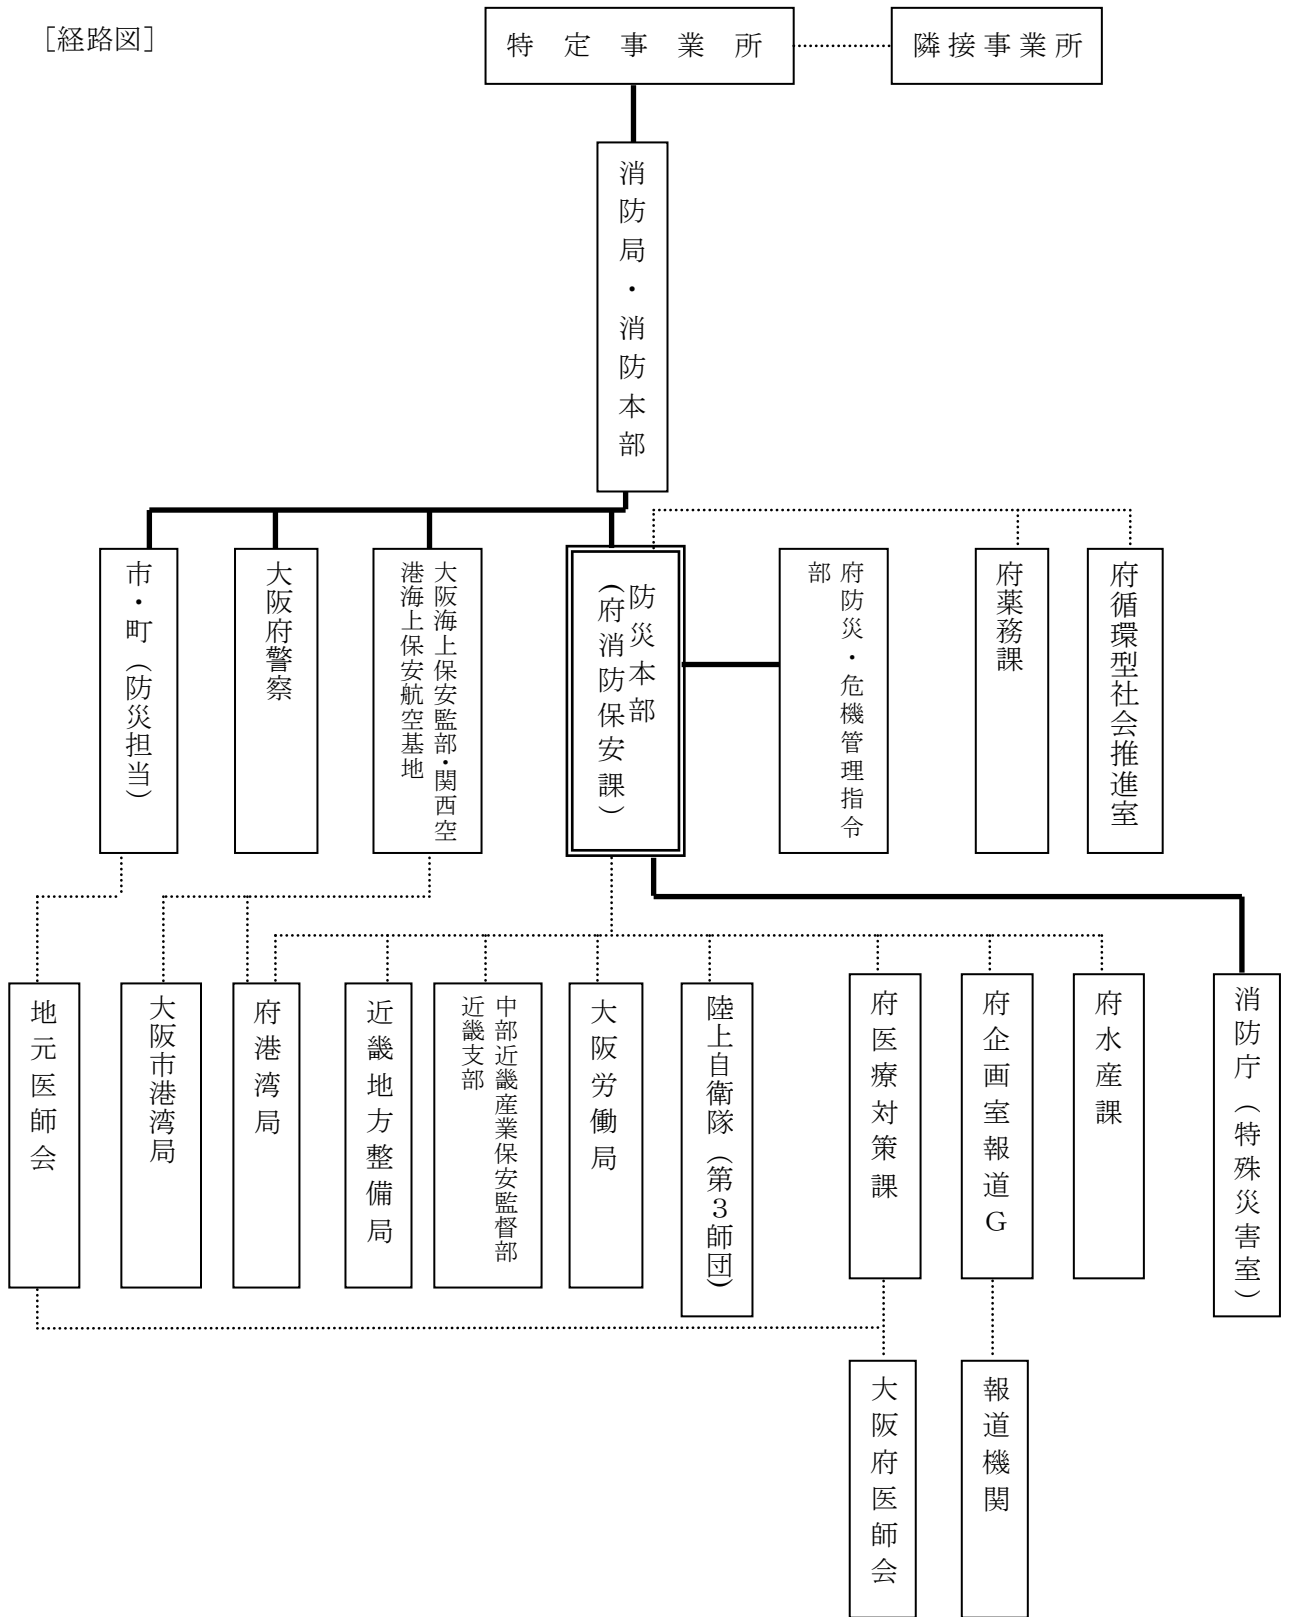 ［経路図］
特定事業所
隣接事業所
消防局・消防本部
市・町（防災担当）
大阪府警察
大阪海上保安監部・関西空
港海上保安航空基地
防災本部
（府消防保安課）
府防災・危機管理指令
部
府薬務課
府循環型社会推進室
地元医師会
大阪市港湾局
府港湾局
近畿地方整備局
中部近畿産業保安監督部
近畿支部
大阪労働局
陸上自衛隊（第３師団）
府医療対策課
府企画室報道Ｇ
府水産課
消防庁（特殊災害室）
大阪府医師会
報道機関